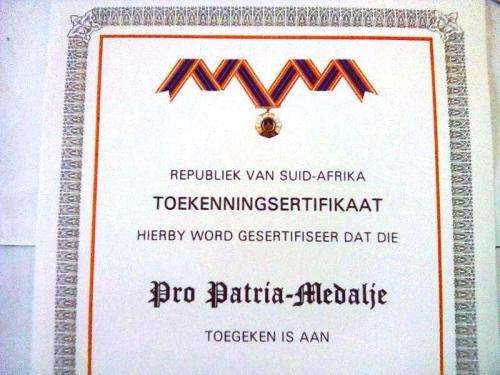 REPUBLIEK VAN SUID-AFRIKA
TOEKENNINGSERTIFIKAAT
HIERBY WORD GESERTIFISEER DAT DIE
Pro Patria-Medalje
TOEGEKEN IS AAN